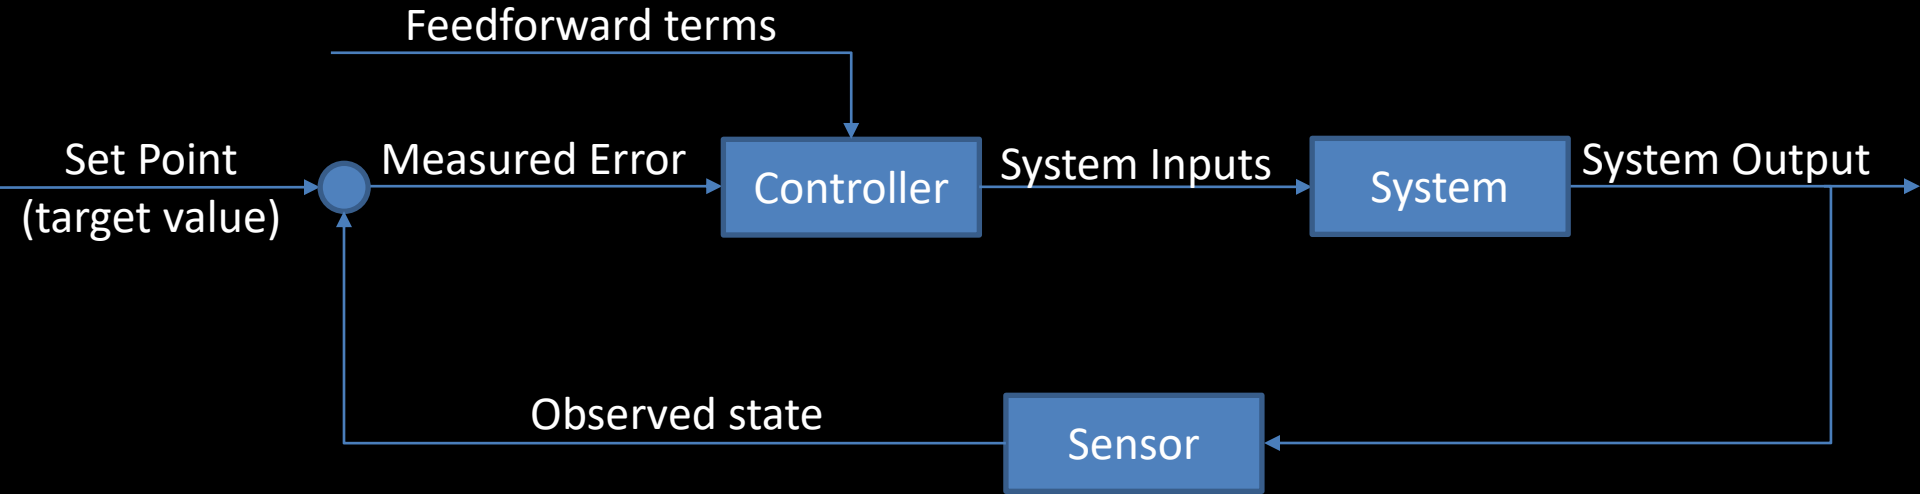 Feedforward terms
Set Point
(target value)
Measured Error
Controller
System Inputs
System
System Output
Observed state
Sensor